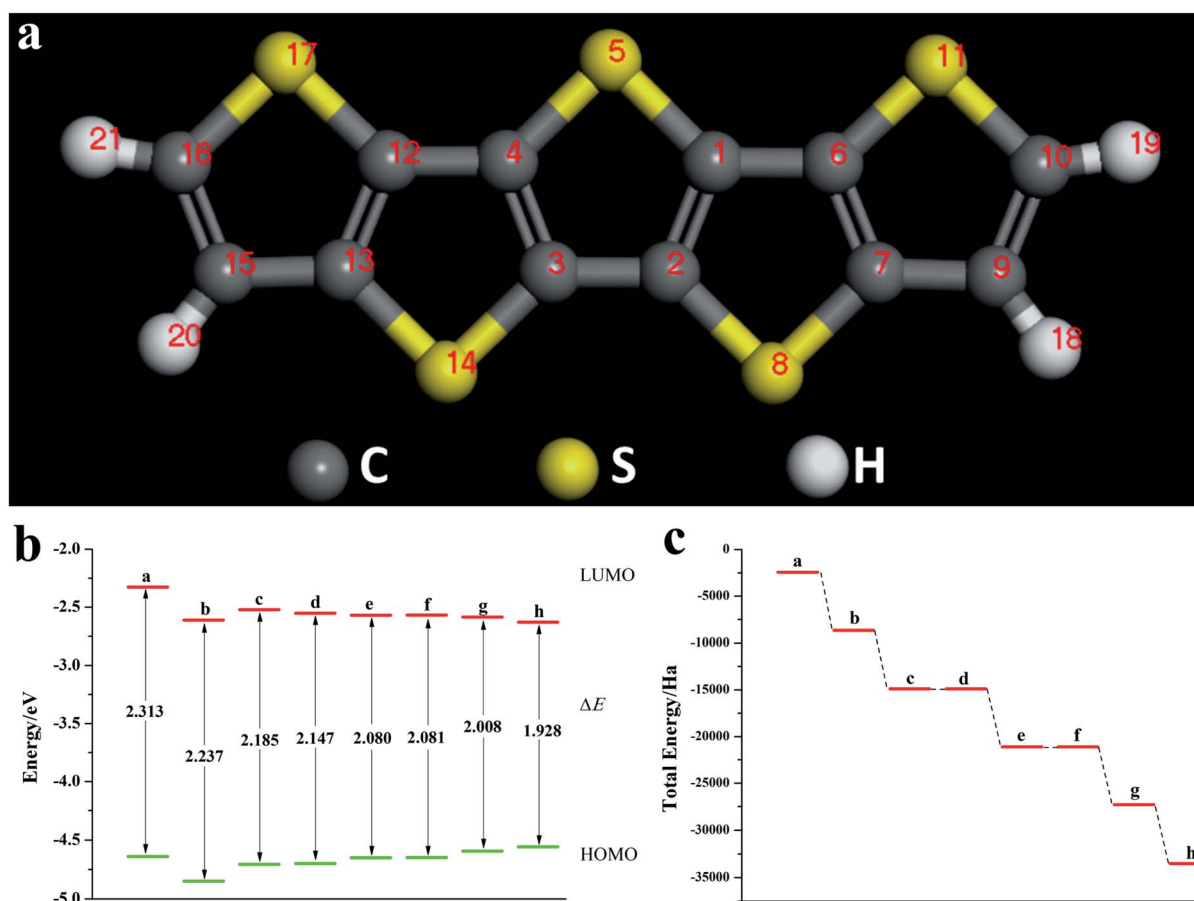 a
17 5 11
21 16 12 4 1 6 10 19
15 13 3 2 7 9
20 14 8 18
C S H
b
-2.0
-2.5
-3.0
-3.5
-4.0
-4.5
-5.0
Energy/eV
a b c d e f g h
2.313 2.237 2.185 2.147 2.080 2.081 2.008 1.928
LUMO
ΔE
HOMO
c
0
-5000
-10000
-15000
-20000
-25000
-30000
-35000
Total Energy/Ha
a
b
c d
e f
g
h